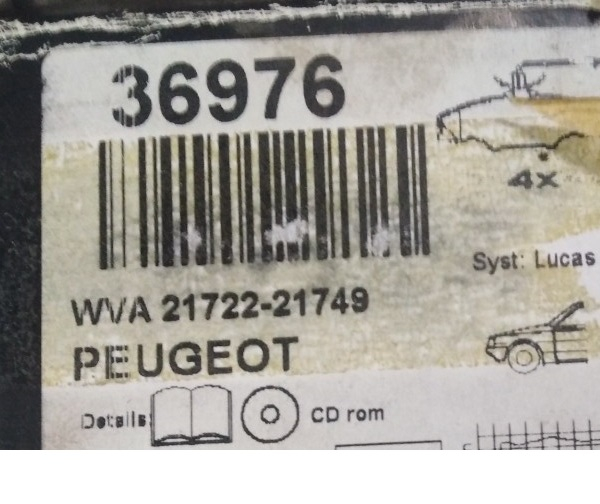 36976
4x
Syst: Lucas
WVA 21722-21749
PEUGEOT
Details: CD rom